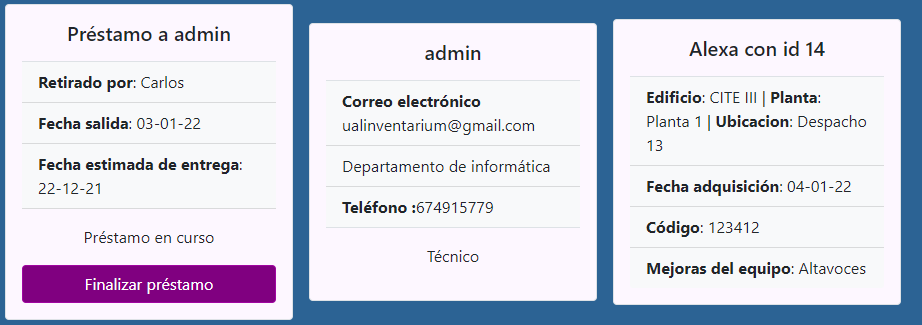 Préstamo a admin
Retirado por: Carlos
Fecha salida: 03-01-22
Fecha estimada de entrega:
22-12-21
Préstamo en curso
Finalizar préstamo
admin
Correo electrónico
ualinventarium@gmail.com
Departamento de informática
Teléfono :674915779
Técnico
Alexa con id 14
Edificio: CITE III | Planta:
Planta 1 | Ubicacion: Despacho
13
Fecha adquisición: 04-01-22
Código: 123412
Mejoras del equipo: Altavoces